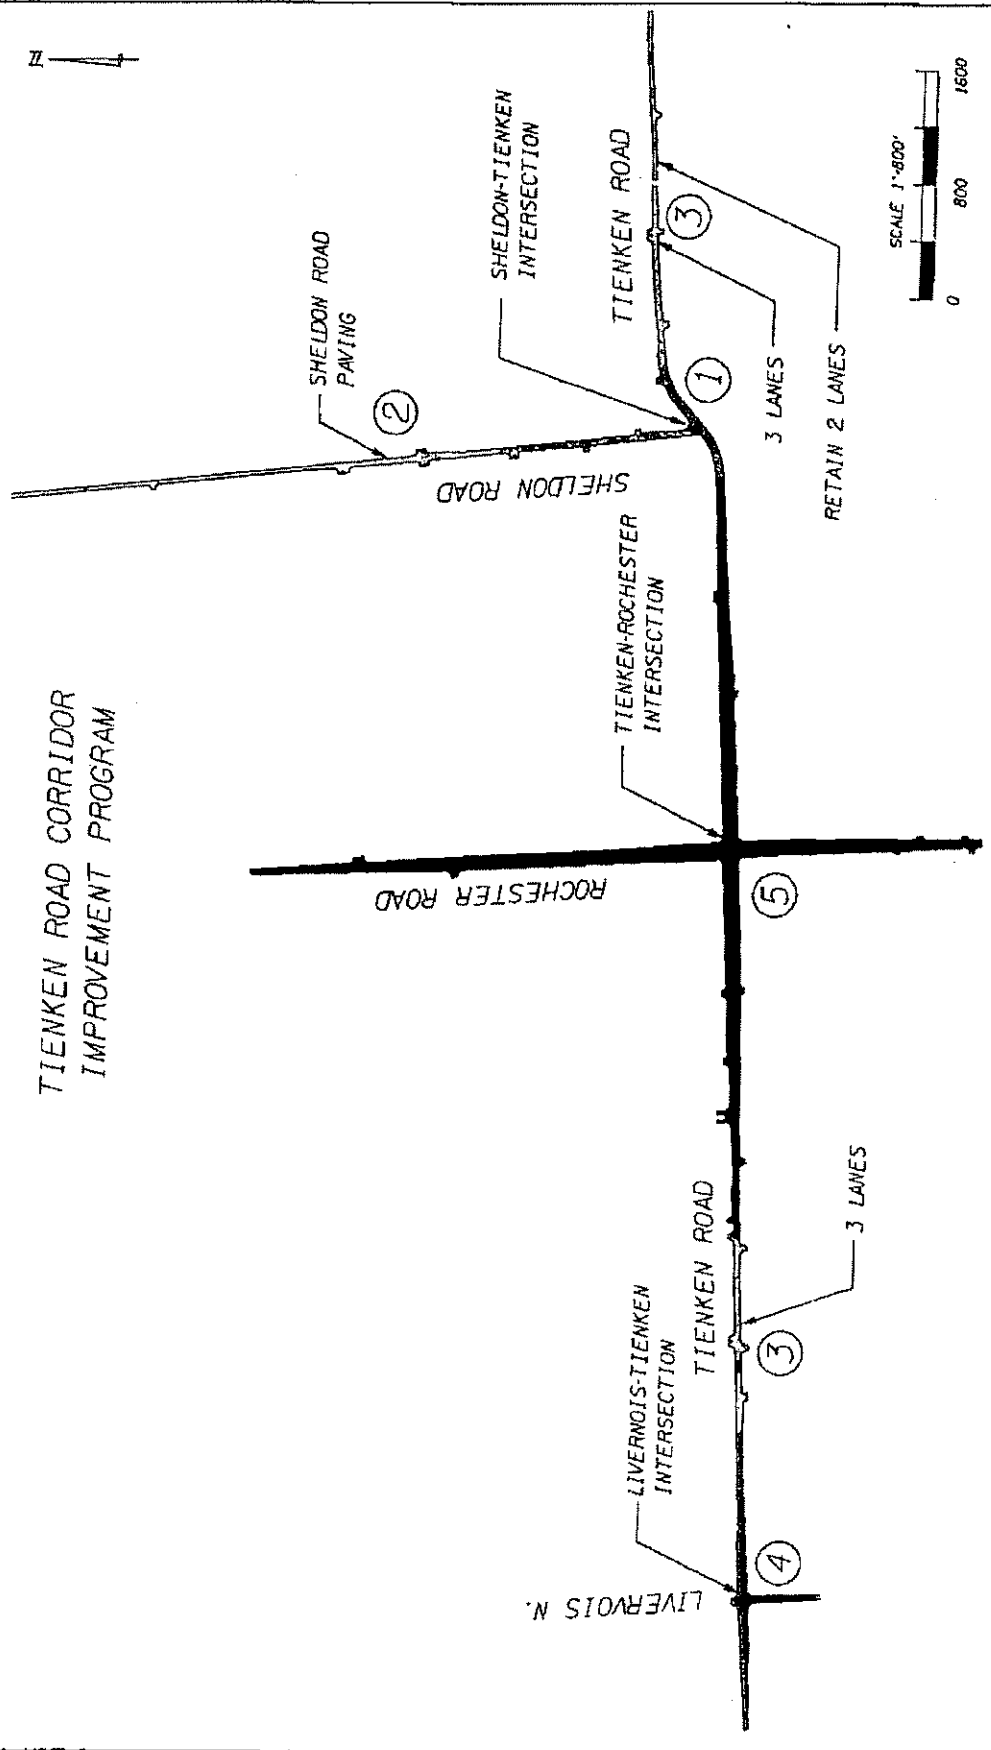 TIENKEN ROAD CORRIDOR
IMPROVEMENT PROGRAM
N
SHELDON ROAD
PAVING
2
SHELDON ROAD
SHELDON-TIENKEN
INTERSECTION
TIENKEN ROAD
3
1
3 LANES
RETAIN 2 LANES
TIENKEN-ROCHESTER
INTERSECTION
ROCHESTER ROAD
5
LIVERNOIS-TIENKEN
INTERSECTION
TIENKEN ROAD
3
3 LANES
LIVERVOIS N.
4
SCALE 1"=800'
0
800
1600